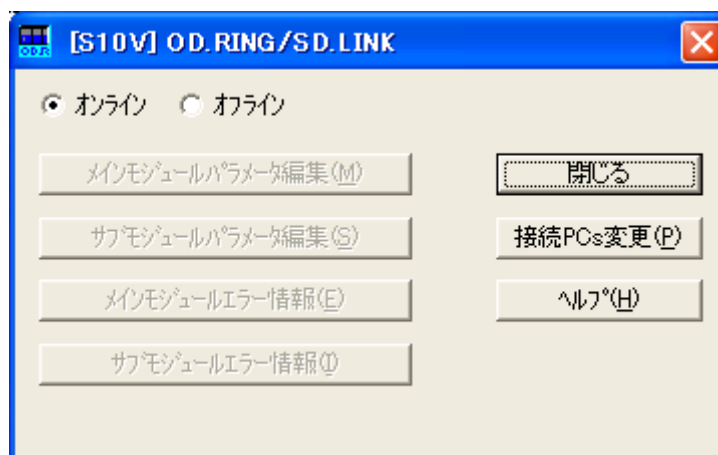 OD.R
[S10V] OD.RING/SD.LINK
ｵﾝﾗｲﾝ ｵﾌﾗｲﾝ
ﾒｲﾝﾓｼﾞｭｰﾙﾊﾟﾗﾒｰﾀ編集(M)
閉じる
ｻﾌﾞﾓｼﾞｭｰﾙﾊﾟﾗﾒｰﾀ編集(S)
接続PCs変更(P)
ﾒｲﾝﾓｼﾞｭｰﾙｴﾗｰ情報(E)
ﾍﾙﾌﾟ(H)
ｻﾌﾞﾓｼﾞｭｰﾙｴﾗｰ情報(I)